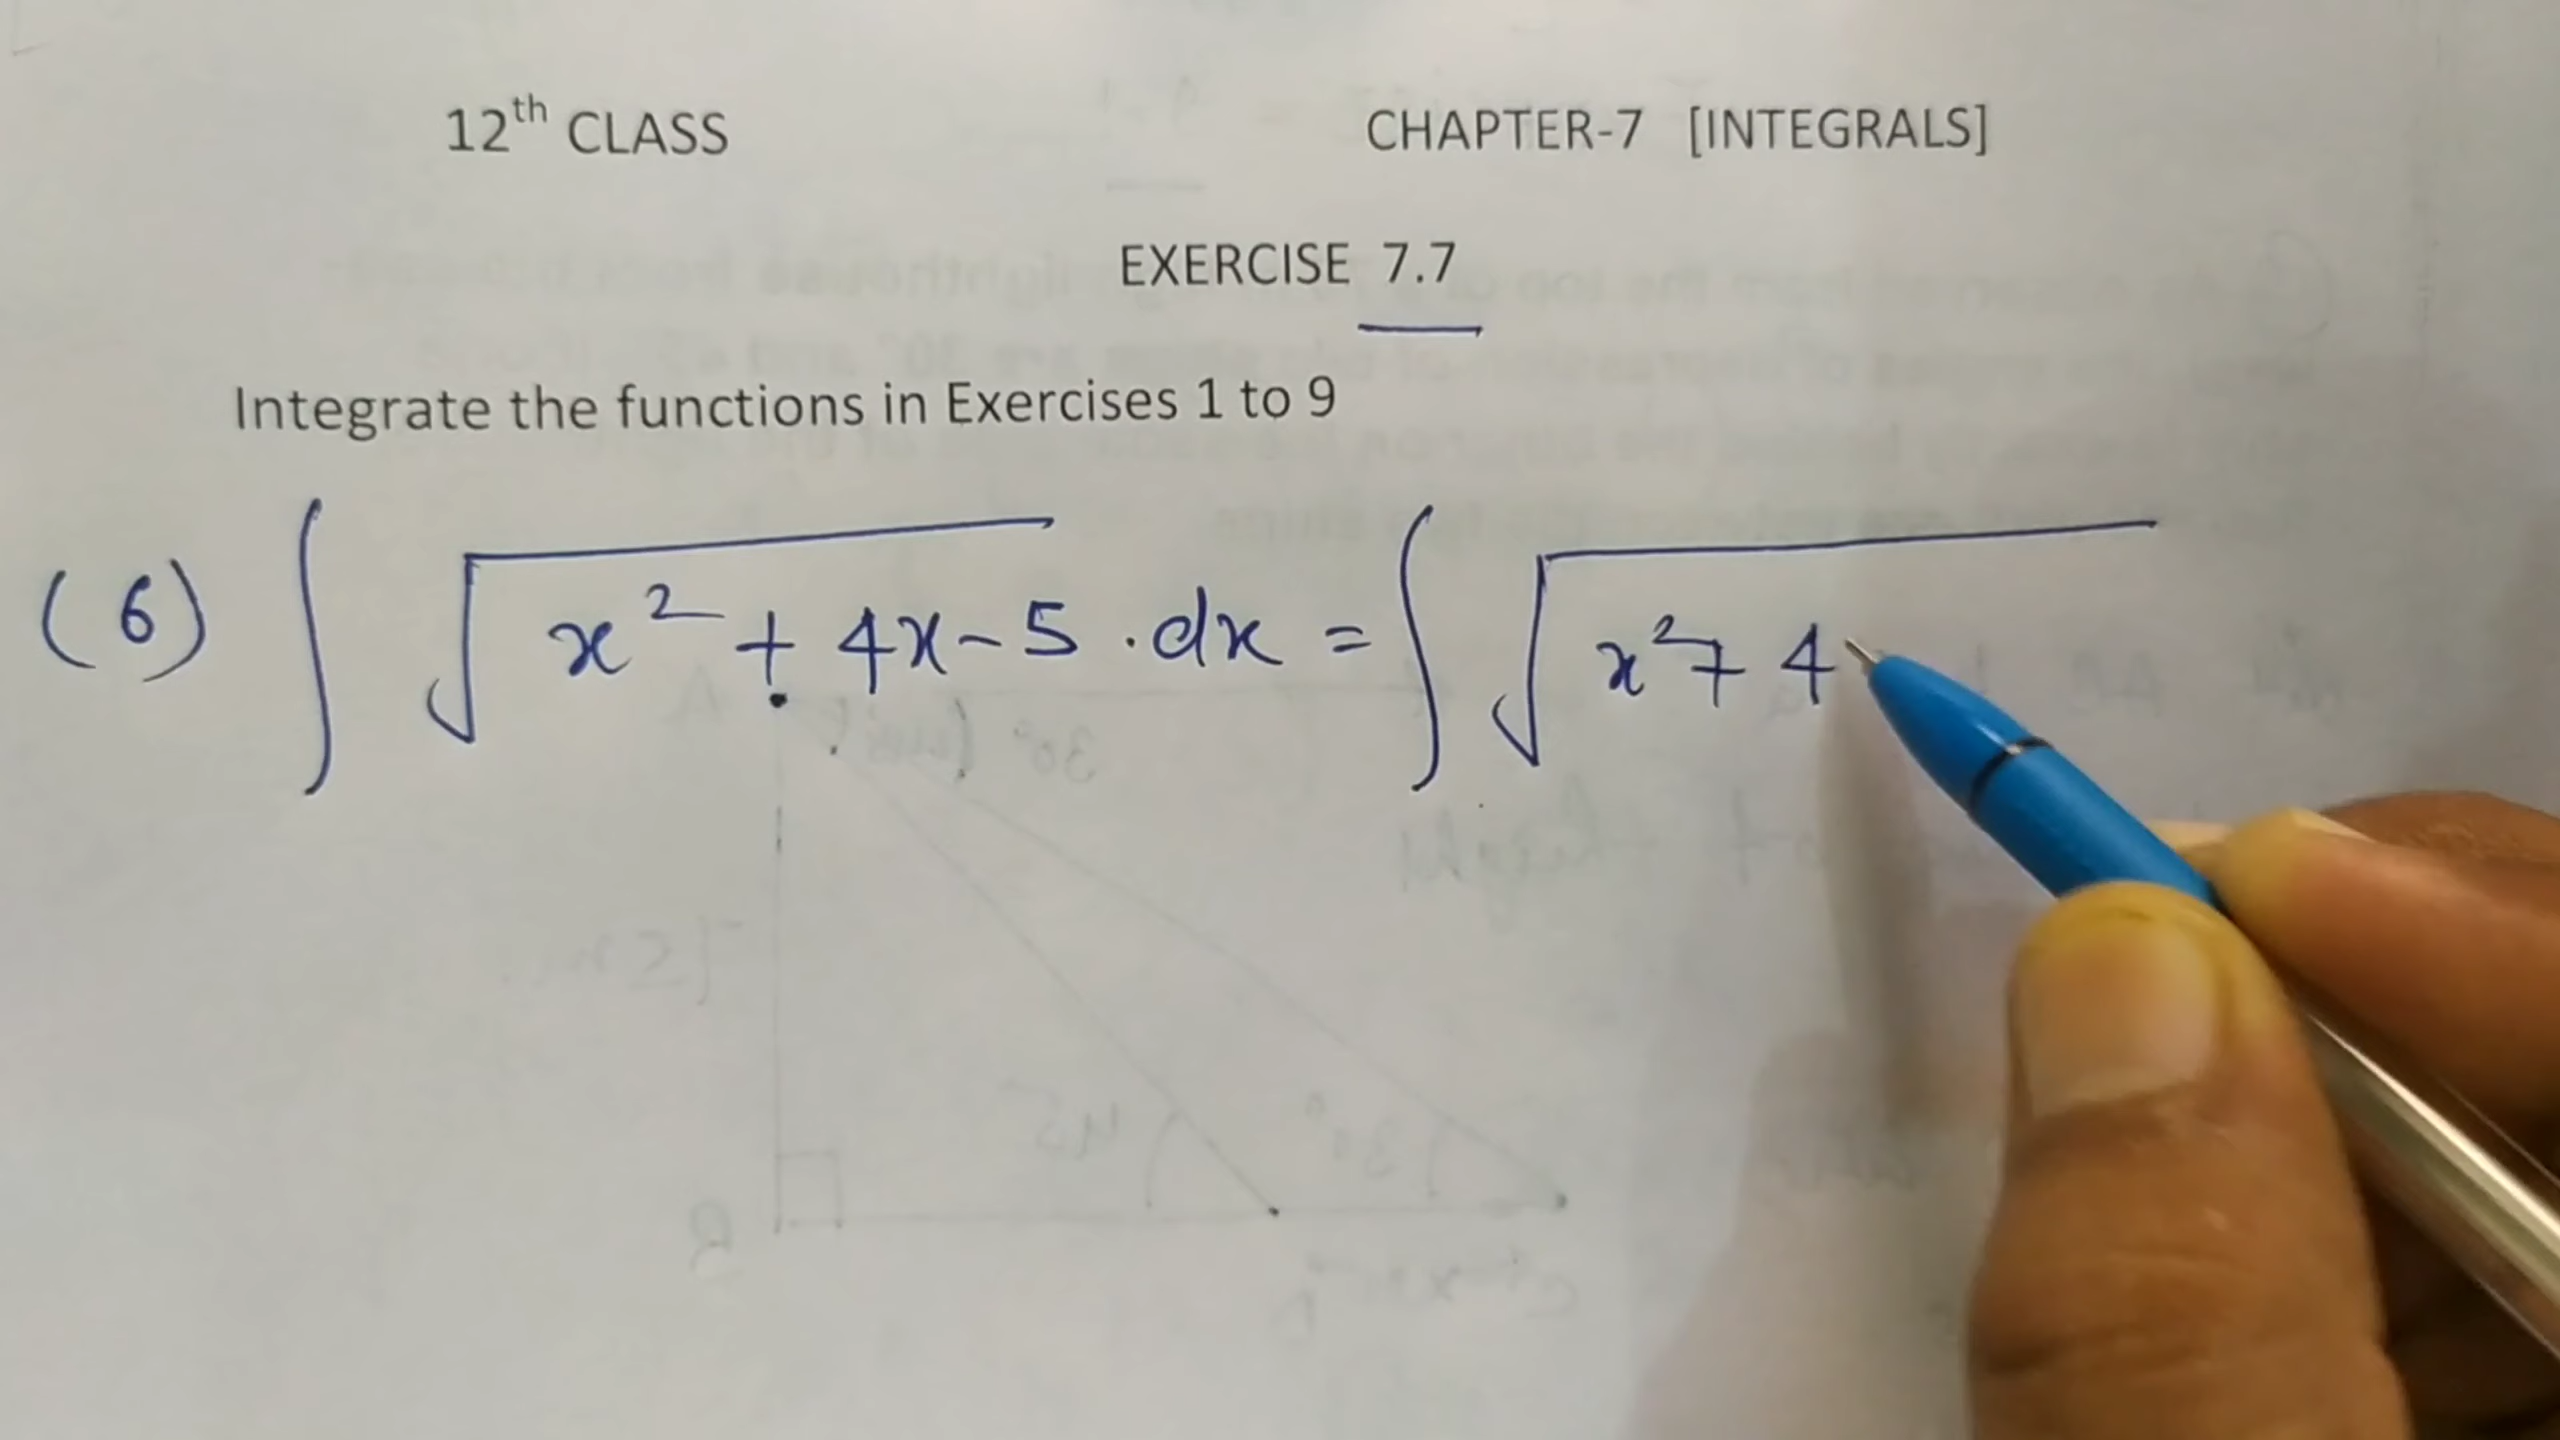 12th CLASS CHAPTER-7 [INTEGRALS]
EXERCISE 7.7
Integrate the functions in Exercises 1 to 9
(6) ∫ √(x² + 4x - 5) · dx = ∫ √(x² + 4